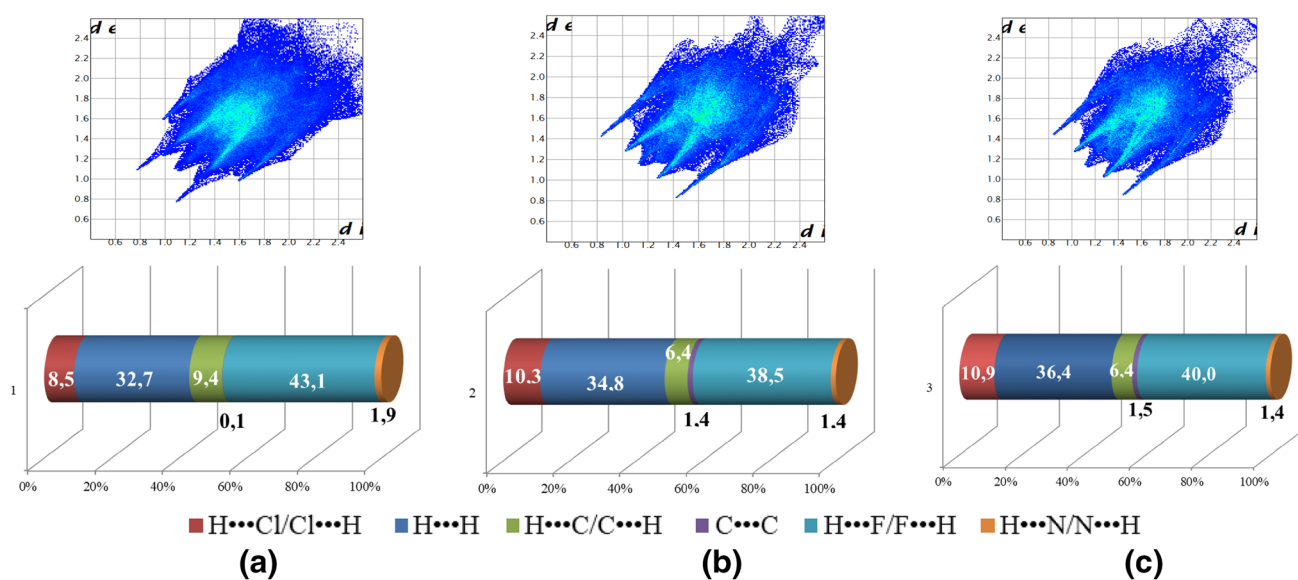 d e
2.4
2.2
2.0
1.8
1.6
1.4
1.2
1.0
0.8
0.6
d i
0.6 0.8 1.0 1.2 1.4 1.6 1.8 2.0 2.2 2.4
d e
2.4
2.2
2.0
1.8
1.6
1.4
1.2
1.0
0.8
0.6
d i
0.6 0.8 1.0 1.2 1.4 1.6 1.8 2.0 2.2 2.4
d e
2.4
2.2
2.0
1.8
1.6
1.4
1.2
1.0
0.8
0.6
d i
0.6 0.8 1.0 1.2 1.4 1.6 1.8 2.0 2.2 2.4
1
8,5 32,7 9,4 43,1
0,1 1,9
0% 20% 40% 60% 80% 100%
2
10,3 34,8 6,4 38,5
1,4 1,4
0% 20% 40% 60% 80% 100%
3
10,9 36,4 6,4 40,0
1,5 1,4
0% 20% 40% 60% 80% 100%
H•••Cl/Cl•••H H•••H H•••C/C•••H C•••C H•••F/F•••H H•••N/N•••H
(a) (b) (c)